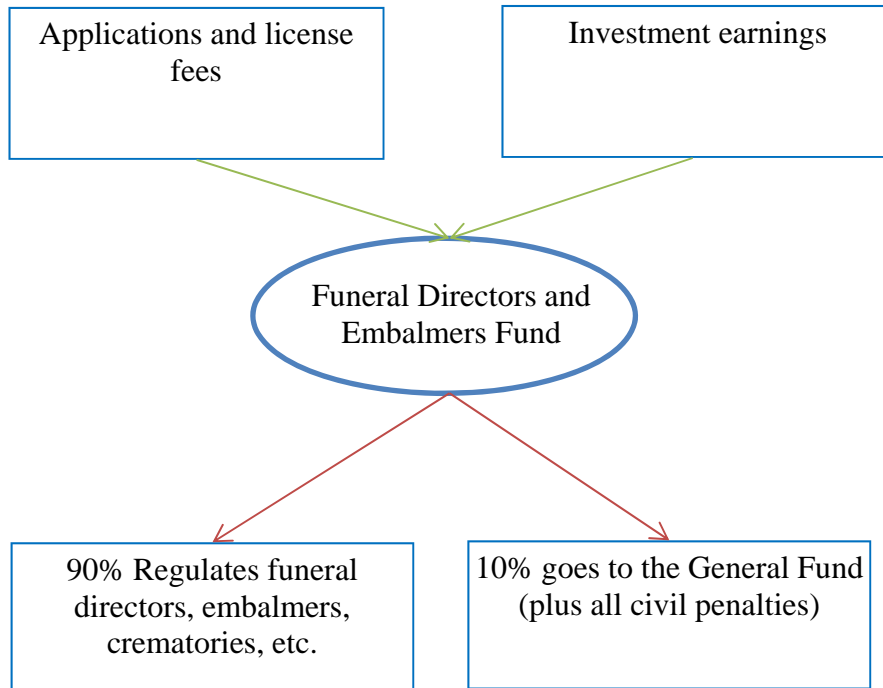 Applications and license
fees
Investment earnings
Funeral Directors and
Embalmers Fund
90% Regulates funeral
directors, embalmers,
crematories, etc.
10% goes to the General Fund
(plus all civil penalties)